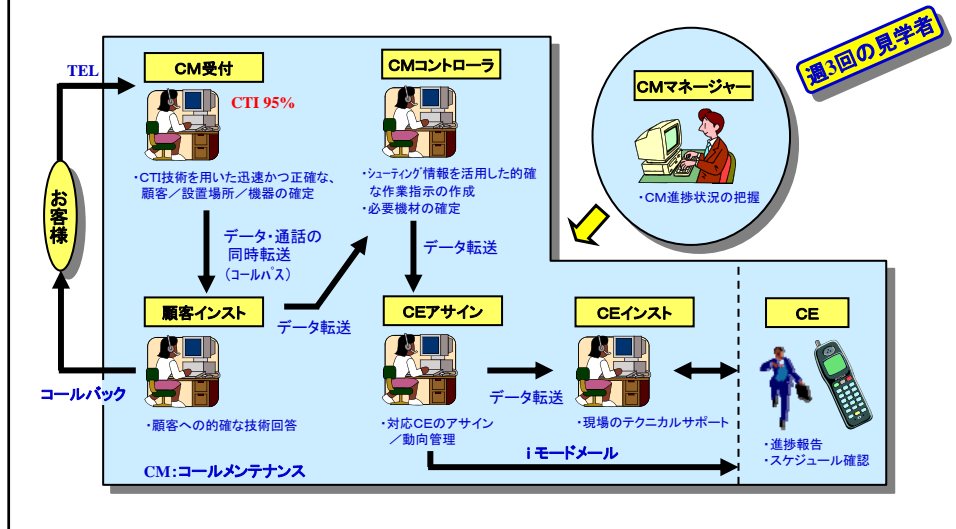 週3回の見学者
TEL
CM受付
CTI 95%
・CTI技術を用いた迅速かつ正確な、
顧客／設置場所／機器の確定
CMコントローラ
・シューティング情報を活用した的確
な作業指示の作成
・必要機材の確定
CMマネージャー
・CM進捗状況の把握
お客様
データ・通話の
同時転送
（コールパス）
データ転送
顧客インスト
・顧客への的確な技術回答
データ転送
CEアサイン
・対応CEのアサイン
／動向管理
データ転送
CEインスト
・現場のテクニカルサポート
CE
・進捗報告
・スケジュール確認
コールバック
i モードメール
CM：コールメンテナンス